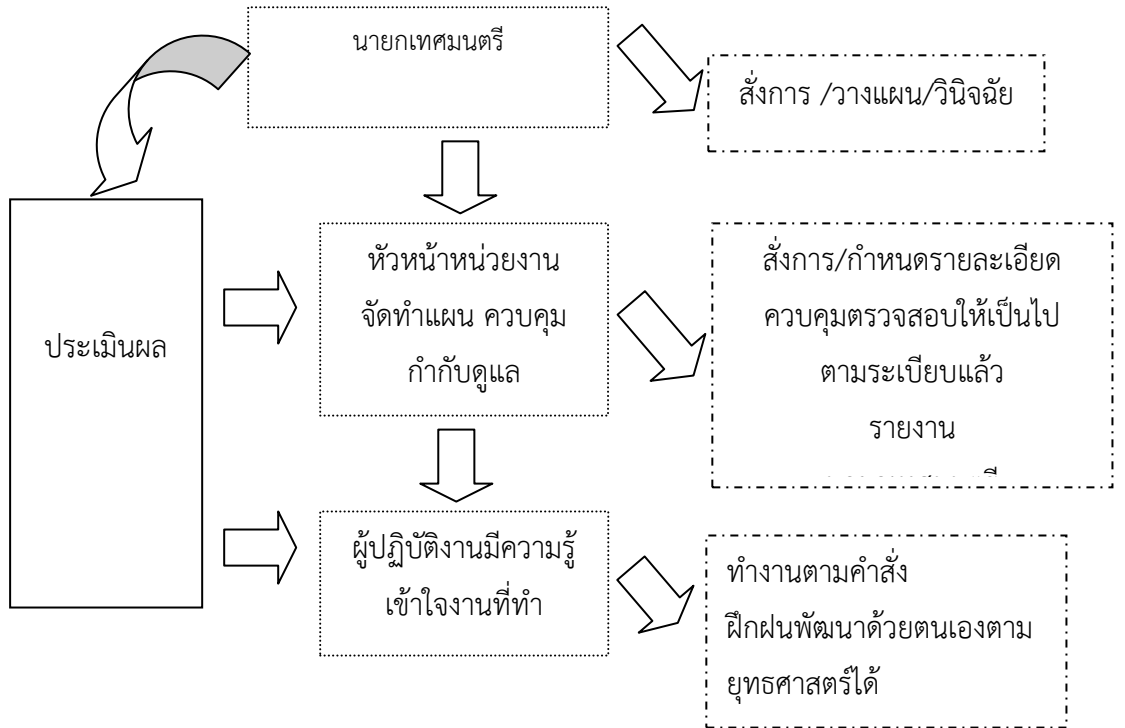 นายกเทศมนตรี
สั่งการ /วางแผน/วินิจฉัย
ประเมินผล
หัวหน้าหน่วยงาน
จัดทำแผน ควบคุม
กำกับดูแล
สั่งการ/กำหนดรายละเอียด
ควบคุมตรวจสอบให้เป็นไป
ตามระเบียบแล้ว
รายงาน
ผู้ปฏิบัติงานมีความรู้
เข้าใจงานที่ทำ
ทำงานตามคำสั่ง
ฝึกฝนพัฒนาด้วยตนเองตาม
ยุทธศาสตร์ได้